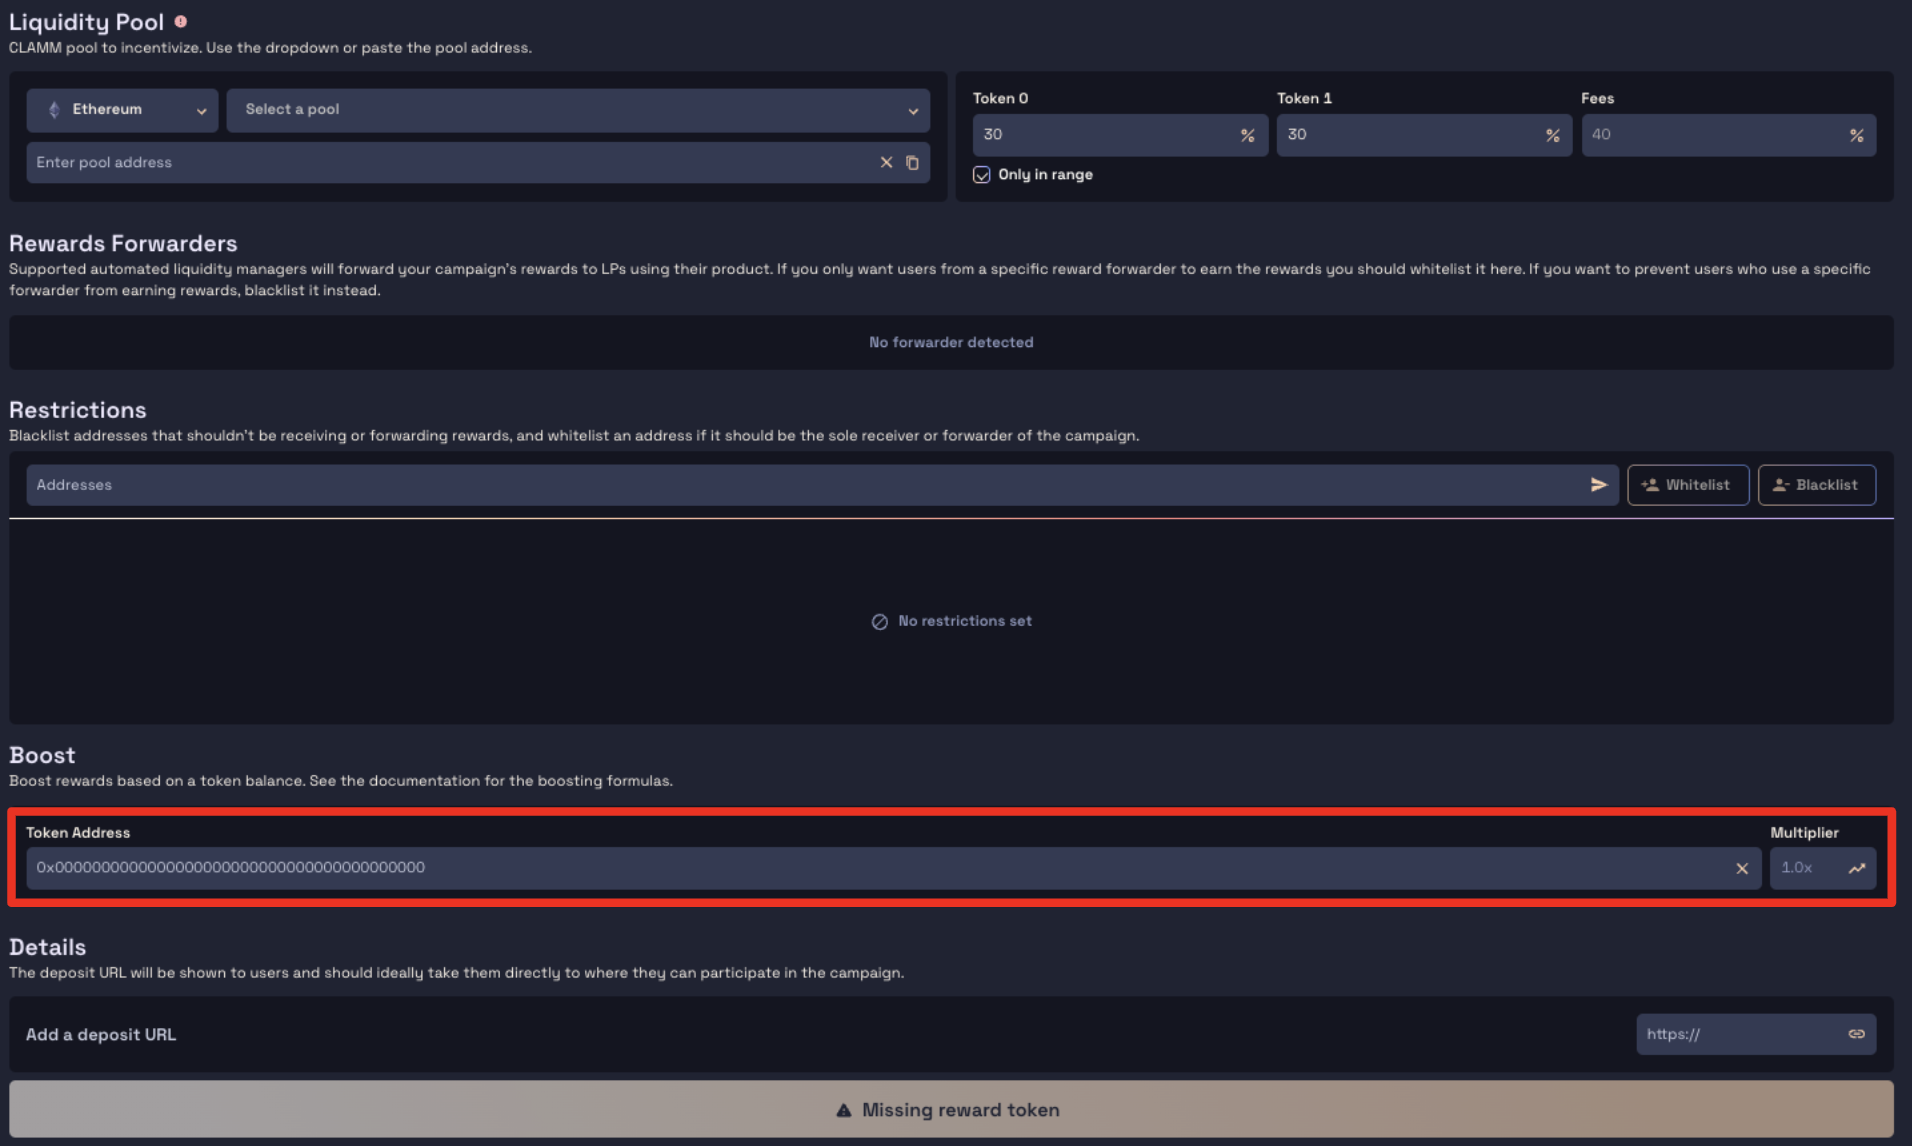 Liquidity Pool
CLAMM pool to incentivize. Use the dropdown or paste the pool address.
Ethereum
Select a pool
Enter pool address
Token 0
Token 1
Fees
30 %
30 %
40 %
Only in range
Rewards Forwarders
Supported automated liquidity managers will forward your campaign's rewards to LPs using their product. If you only want users from a specific reward forwarder to earn the rewards you should whitelist it here. If you want to prevent users who use a specific
forwarder from earning rewards, blacklist it instead.
No forwarder detected
Restrictions
Blacklist addresses that shouldn't be receiving or forwarding rewards, and whitelist an address if it should be the sole receiver or forwarder of the campaign.
Addresses
Whitelist
Blacklist
No restrictions set
Boost
Boost rewards based on a token balance. See the documentation for the boosting formulas.
Token Address
Multiplier
0x0000000000000000000000000000000000000000
1.0x
Details
The deposit URL will be shown to users and should ideally take them directly to where they can participate in the campaign.
Add a deposit URL
https://
Missing reward token